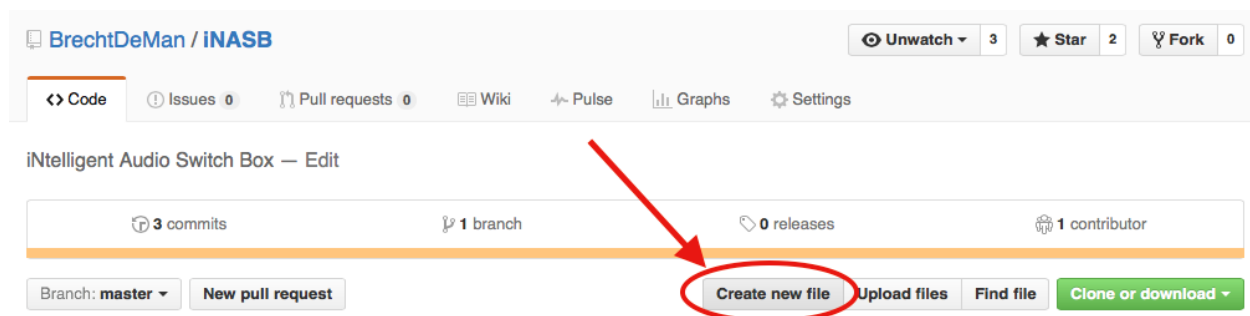 BrechtDeMan / iNASB Unwatch 3 Star 2 Fork 0
Code Issues 0 Pull requests 0 Wiki Pulse Graphs Settings
iNtelligent Audio Switch Box — Edit
3 commits 1 branch 0 releases 1 contributor
Branch: master New pull request Create new file Upload files Find file Clone or download